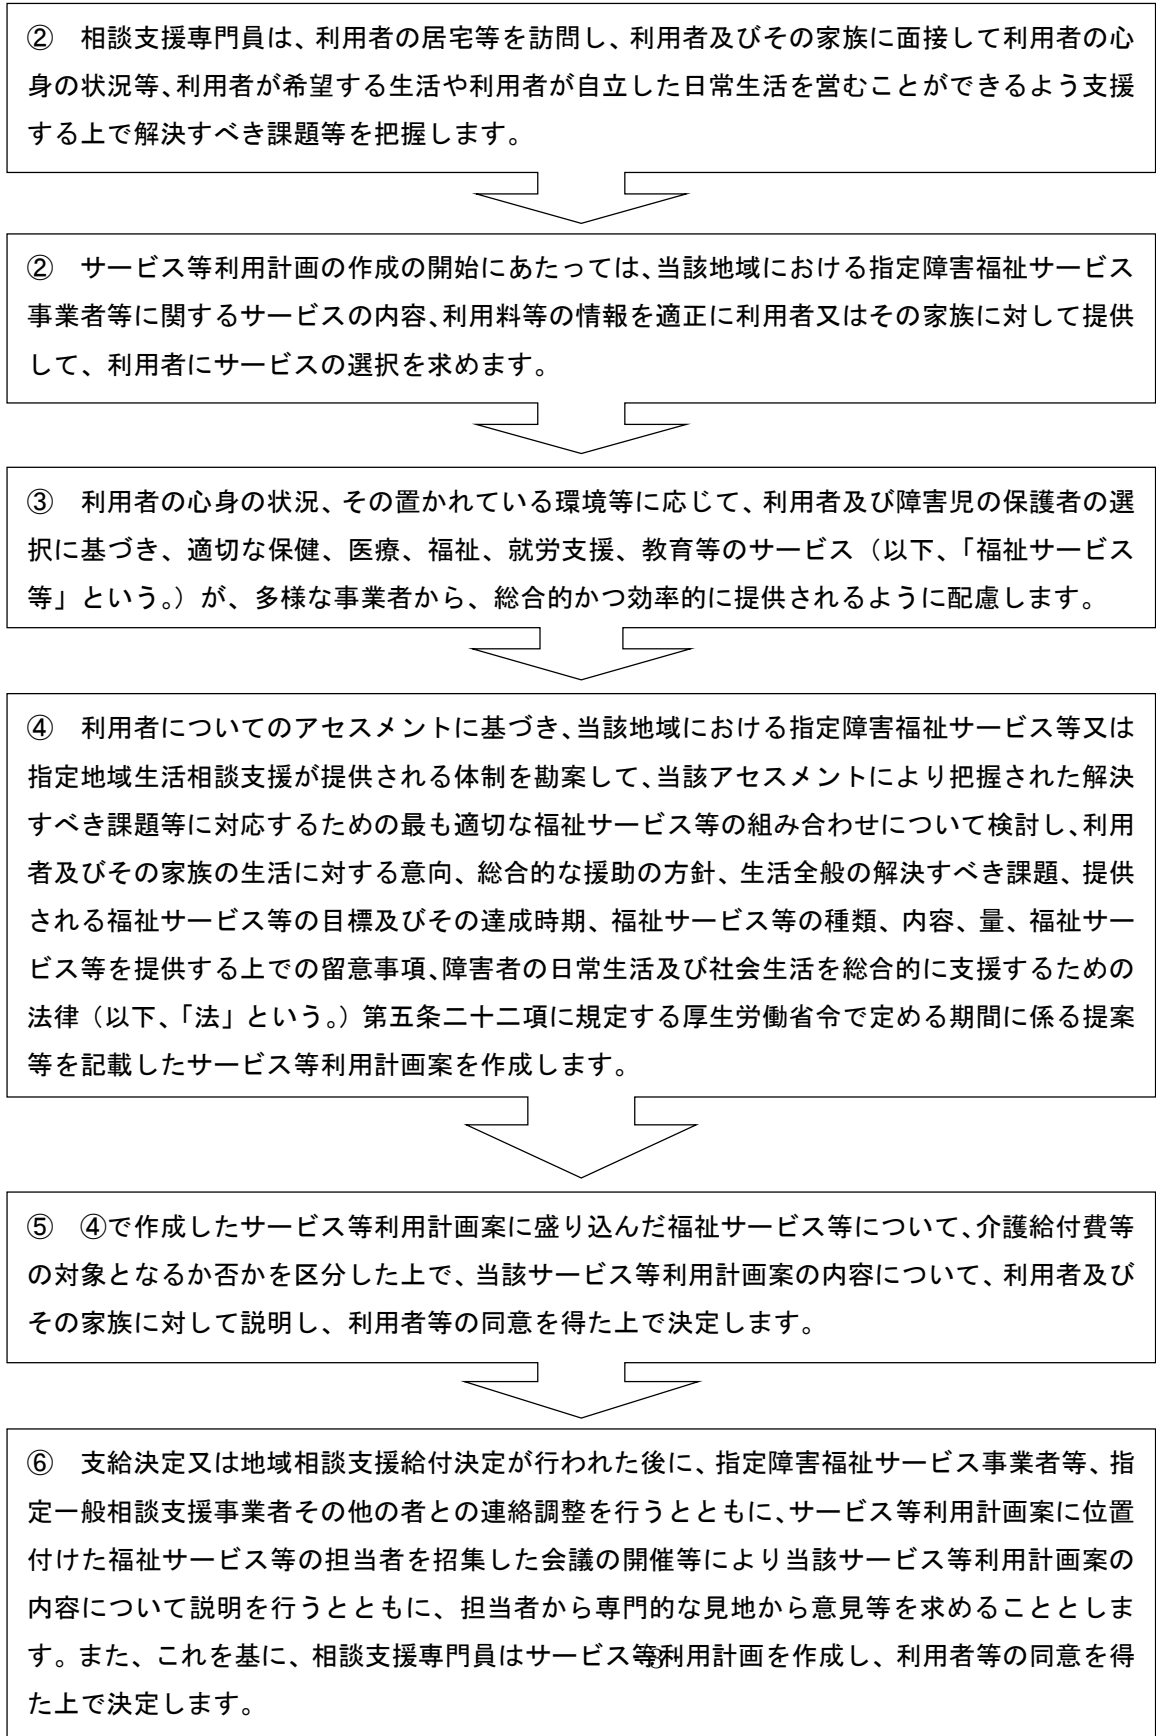 ②　相談支援専門員は、利用者の居宅等を訪問し、利用者及びその家族に面接して利用者の心
身の状況等、利用者が希望する生活や利用者が自立した日常生活を営むことができるよう支援
する上で解決すべき課題等を把握します。
②　サービス等利用計画の作成の開始にあたっては、当該地域における指定障害福祉サービス
事業者等に関するサービスの内容、利用料等の情報を適正に利用者又はその家族に対して提供
して、利用者にサービスの選択を求めます。
③　利用者の心身の状況、その置かれている環境等に応じて、利用者及び障害児の保護者の選
択に基づき、適切な保健、医療、福祉、就労支援、教育等のサービス（以下、「福祉サービス
等」という。）が、多様な事業者から、総合的かつ効率的に提供されるように配慮します。
④　利用者についてのアセスメントに基づき、当該地域における指定障害福祉サービス等又は
指定地域生活相談支援が提供される体制を勘案して、当該アセスメントにより把握された解決
すべき課題等に対応するための最も適切な福祉サービス等の組み合わせについて検討し、利用
者及びその家族の生活に対する意向、総合的な援助の方針、生活全般の解決すべき課題、提供
される福祉サービス等の目標及びその達成時期、福祉サービス等の種類、内容、量、福祉サー
ビス等を提供する上での留意事項、障害者の日常生活及び社会生活を総合的に支援するための
法律（以下、「法」という。）第五条二十二項に規定する厚生労働省令で定める期間に係る提案
等を記載したサービス等利用計画案を作成します。
⑤　④で作成したサービス等利用計画案に盛り込んだ福祉サービス等について、介護給付費等
の対象となるか否かを区分した上で、当該サービス等利用計画案の内容について、利用者及び
その家族に対して説明し、利用者等の同意を得た上で決定します。
⑥　支給決定又は地域相談支援給付決定が行われた後に、指定障害福祉サービス事業者等、指
定一般相談支援事業者その他の者との連絡調整を行うとともに、サービス等利用計画案に位置
付けた福祉サービス等の担当者を招集した会議の開催等により当該サービス等利用計画案の
内容について説明を行うとともに、担当者から専門的な見地から意見等を求めることとしま
す。また、これを基に、相談支援専門員はサービス等利用計画を作成し、利用者等の同意を得
た上で決定します。
3